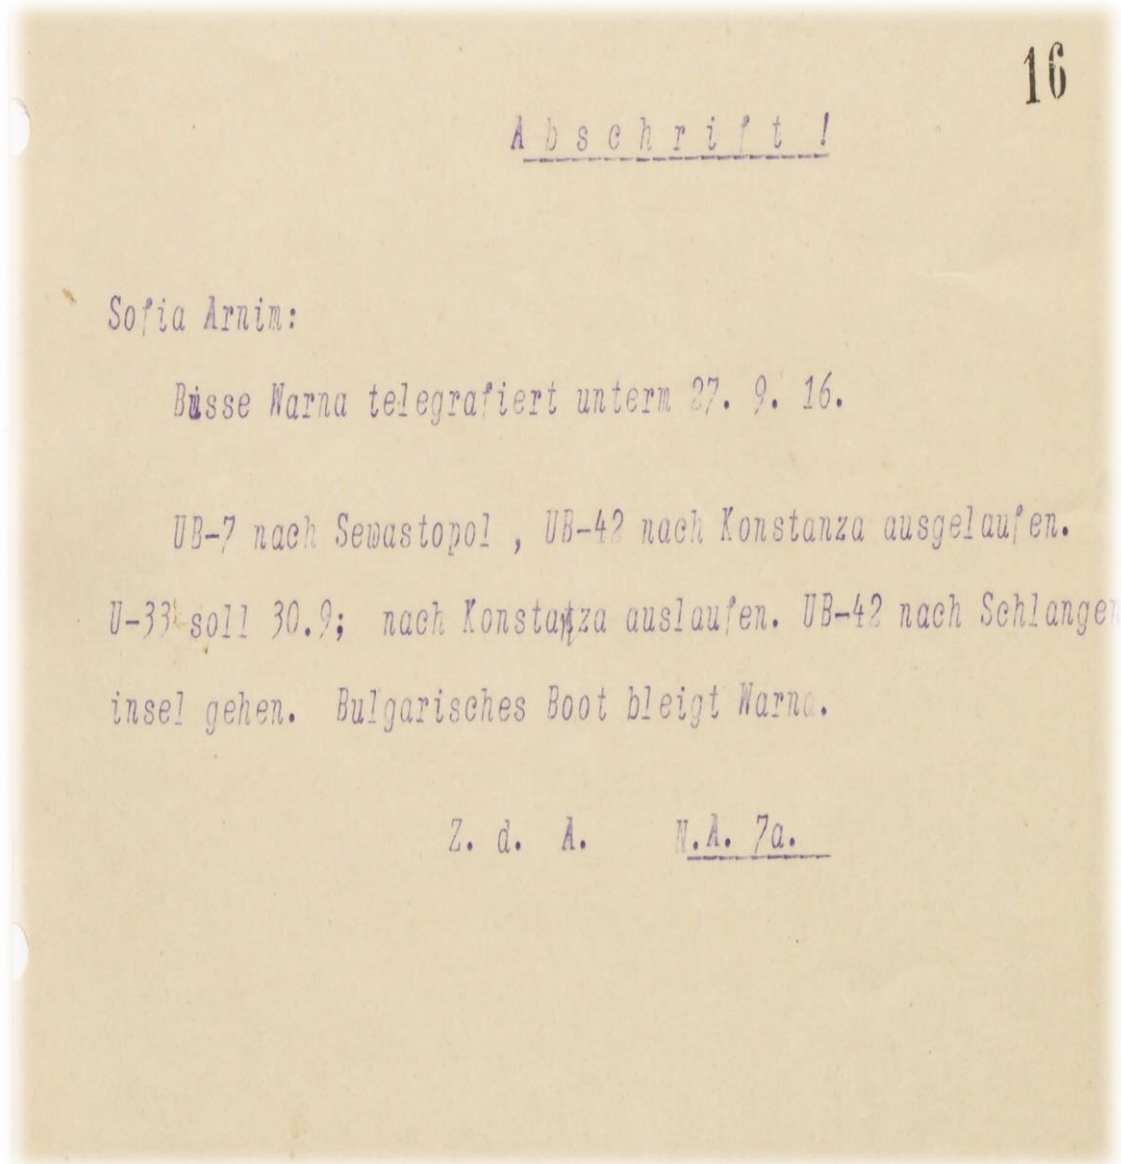 16
Abschrift!
Sofia Arnim:
Busse Warna telegrafiert unterm 27. 9. 16.
UB-7 nach Sewastopol , UB-42 nach Konstanza ausgelaufen.
U-33 soll 30.9; nach Konstanza auslaufen. UB-42 nach Schlangen
insel gehen. Bulgarisches Boot bleigt Warna.
Z. d. A. N.A. 7a.